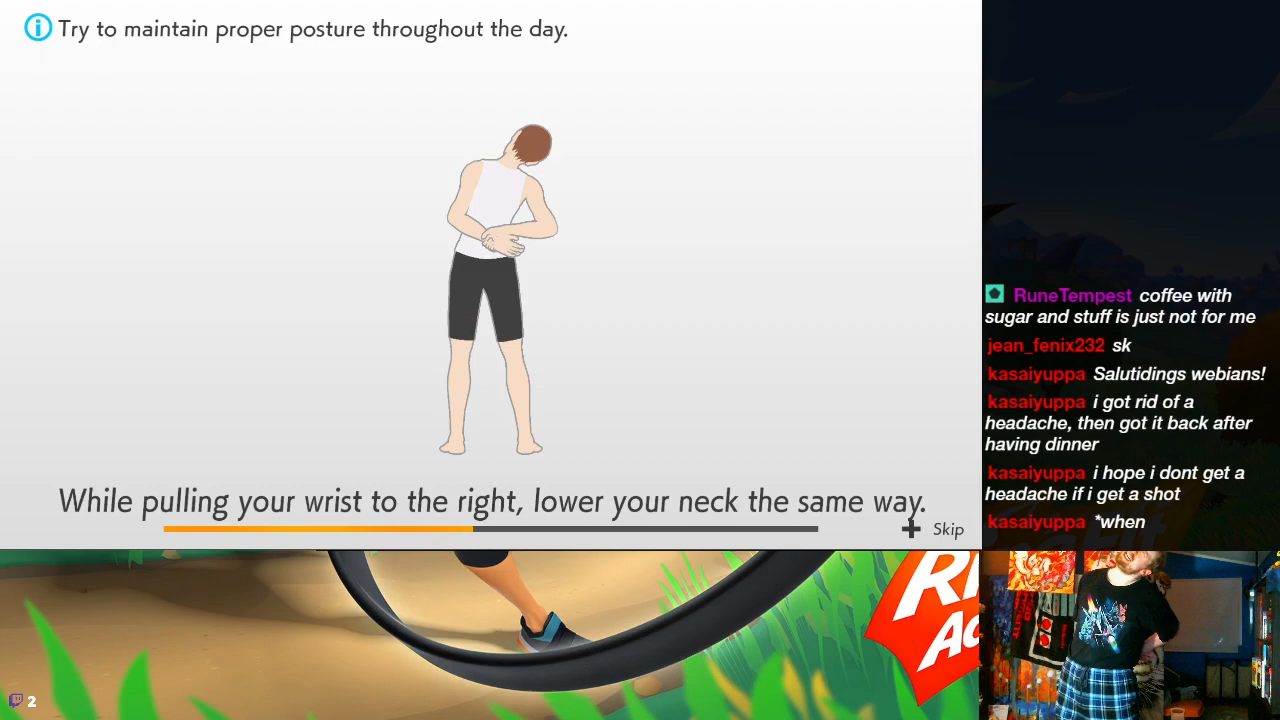 Try to maintain proper posture throughout the day.
While pulling your wrist to the right, lower your neck the same way.
Skip
RuneTempest coffee with
sugar and stuff is just not for me
jean_fenix232 sk
kasaiyuppa Salutidings webians!
kasaiyuppa i got rid of a
headache, then got it back after
having dinner
kasaiyuppa i hope i dont get a
headache if i get a shot
kasaiyuppa *when
2